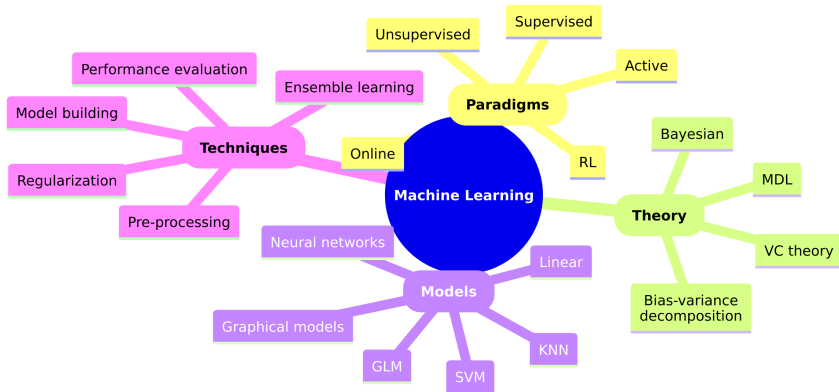 Unsupervised
Supervised
Active
Paradigms
RL
Online
Performance evaluation
Ensemble learning
Model building
Techniques
Regularization
Pre-processing
Machine Learning
Bayesian
MDL
Theory
VC theory
Bias-variance
decomposition
Neural networks
Linear
Models
Graphical models
GLM
SVM
KNN